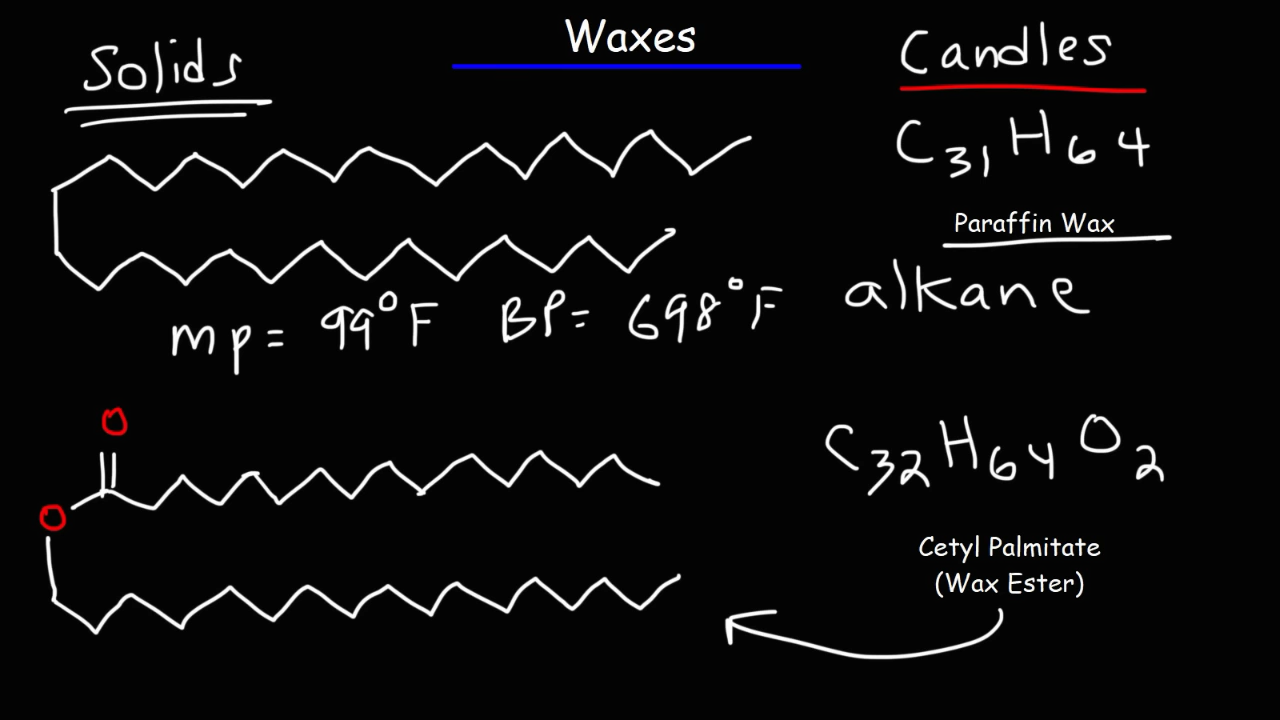 Waxes
Solids
Candles
C₃₁H₆₄
Paraffin Wax
alkane
mp= 99°F BP= 698°F
O
O
C₃₂H₆₄O₂
Cetyl Palmitate
(Wax Ester)